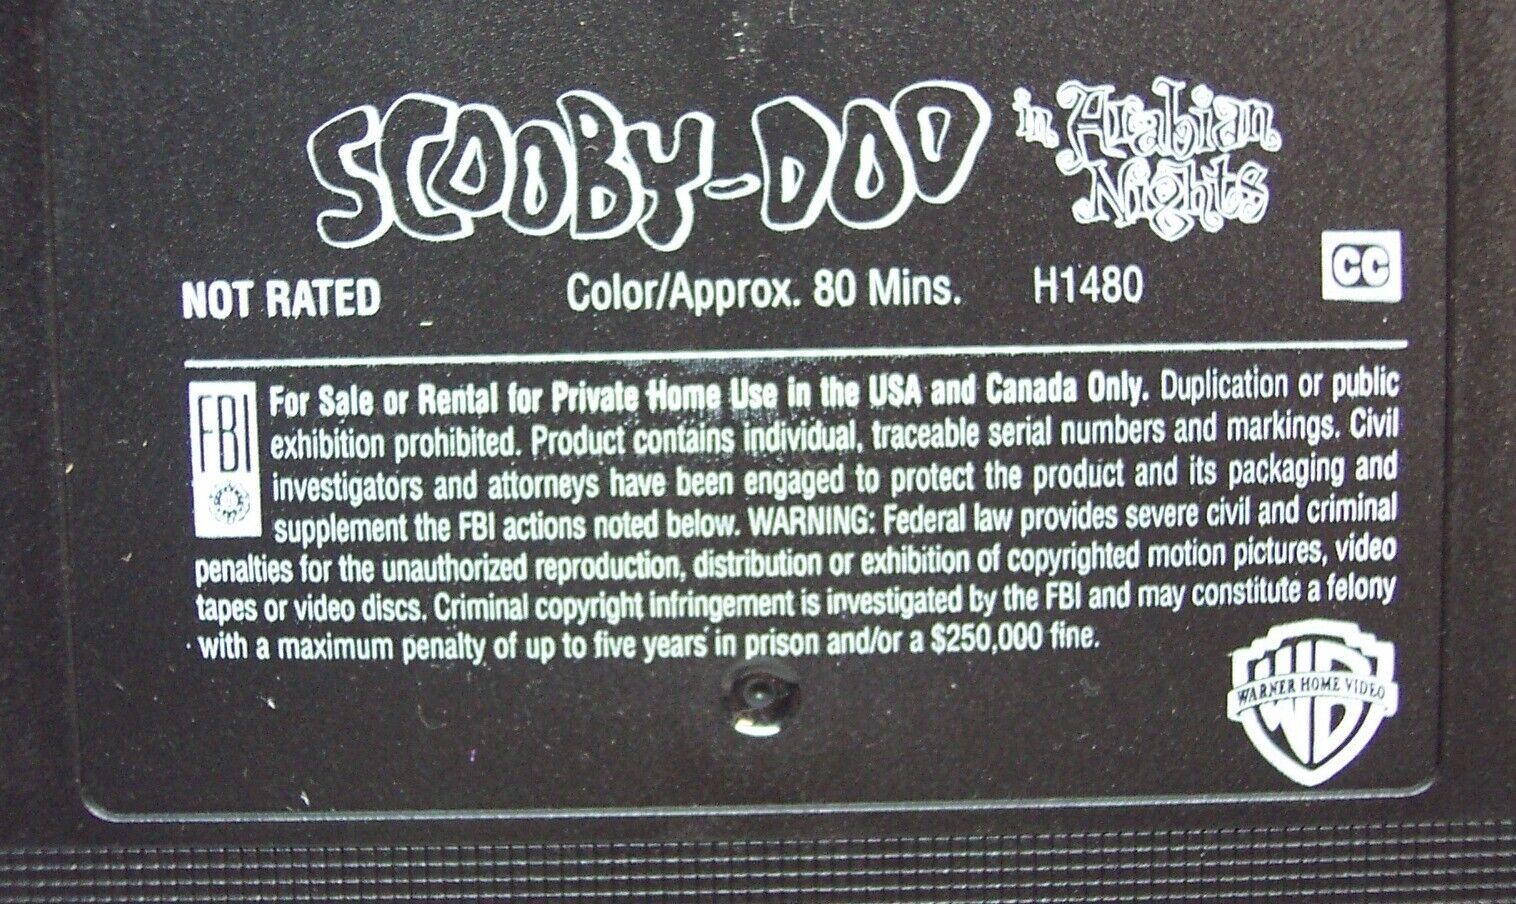 SCOOBY-DOO in Arabian Nights
NOT RATED Color/Approx. 80 Mins. H1480 CC
FBI For Sale or Rental for Private Home Use in the USA and Canada Only. Duplication or public
exhibition prohibited. Product contains individual, traceable serial numbers and markings. Civil
investigators and attorneys have been engaged to protect the product and its packaging and
supplement the FBI actions noted below. WARNING: Federal law provides severe civil and criminal
penalties for the unauthorized reproduction, distribution or exhibition of copyrighted motion pictures, video
tapes or video discs. Criminal copyright infringement is investigated by the FBI and may constitute a felony
with a maximum penalty of up to five years in prison and/or a $250,000 fine.
WB
WARNER HOME VIDEO